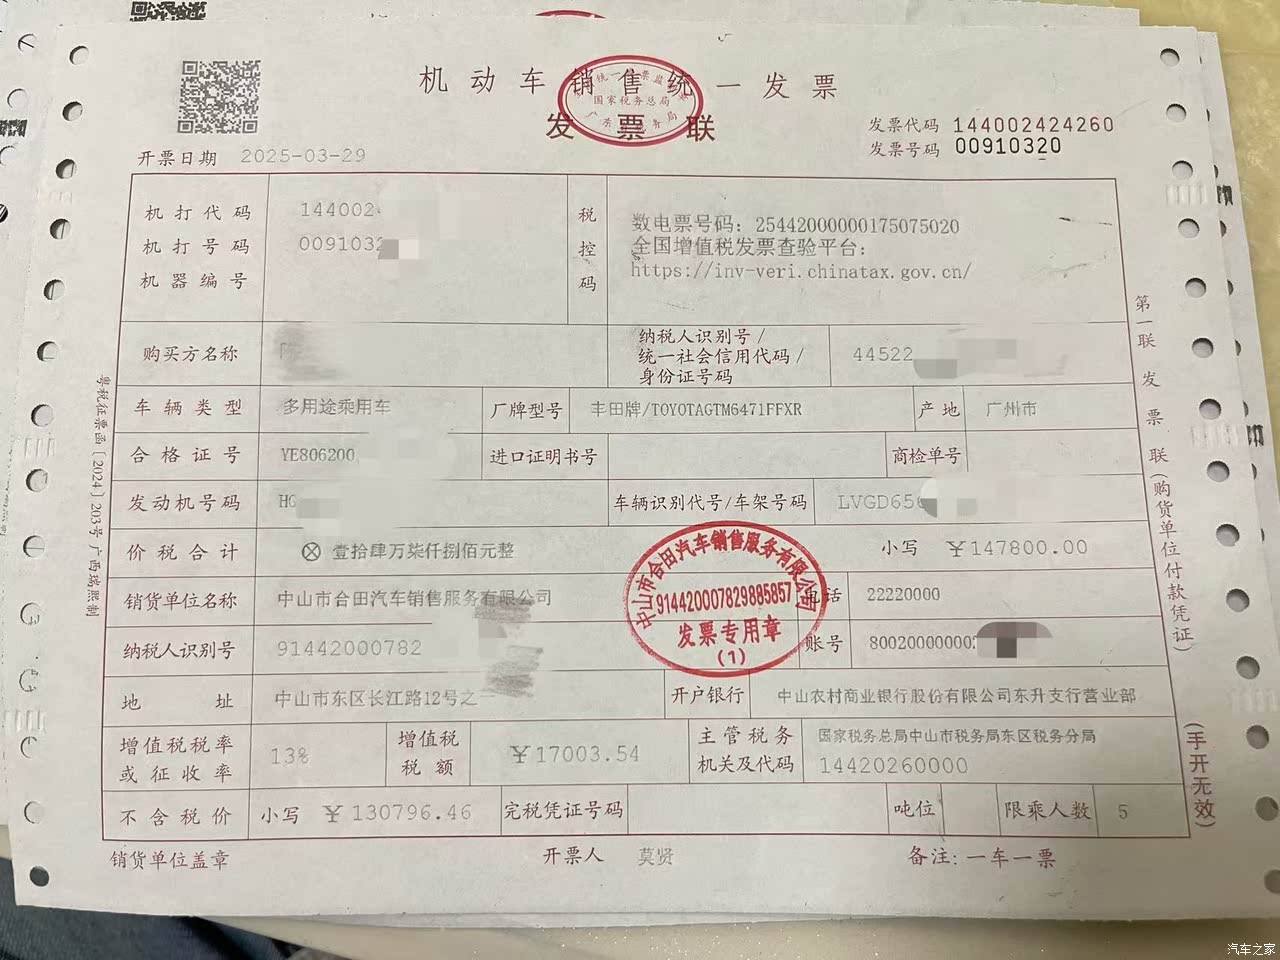 机动车销售统一发票
国家税务总局
发票联
发票代码 144002424260
发票号码 00910320
开票日期 2025-03-29
机打代码 144002
机打号码 0091032
机器编号
税控码
数电票号码：25442000000175075020
全国增值税发票查验平台：
https://inv-veri.chinatax.gov.cn/
购买方名称
纳税人识别号/
统一社会信用代码/
身份证号码
44522
车辆类型 多用途乘用车 厂牌型号 丰田牌/TOYOTAGTM6471FFXR 产地 广州市
合格证号 YE806200 进口证明书号 商检单号
发动机号码 H 车辆识别代号/车架号码 LVGD656
价税合计 ⊗ 壹拾肆万柒仟捌佰元整 小写 ￥147800.00
销货单位名称 中山市合田汽车销售服务有限公司 电话 22220000
纳税人识别号 91442000782 账号 80020000000
地址 中山市东区长江路12号之一 开户银行 中山农村商业银行股份有限公司东升支行营业部
增值税税率
或征收率
13%
增值税
税额
￥17003.54
主管税务
机关及代码
国家税务总局中山市税务局东区税务分局
14420260000
不含税价 小写 ￥130796.46 完税凭证号码 吨位 限乘人数 5
销货单位盖章 开票人 莫贤 备注：一车一票
中山市合田汽车销售服务有限公司
914420007829885857
发票专用章
(1)
第一联 发票联（购货单位付款凭证）
（手开无效）
粤税征票函〔2024〕203号
汽车之家